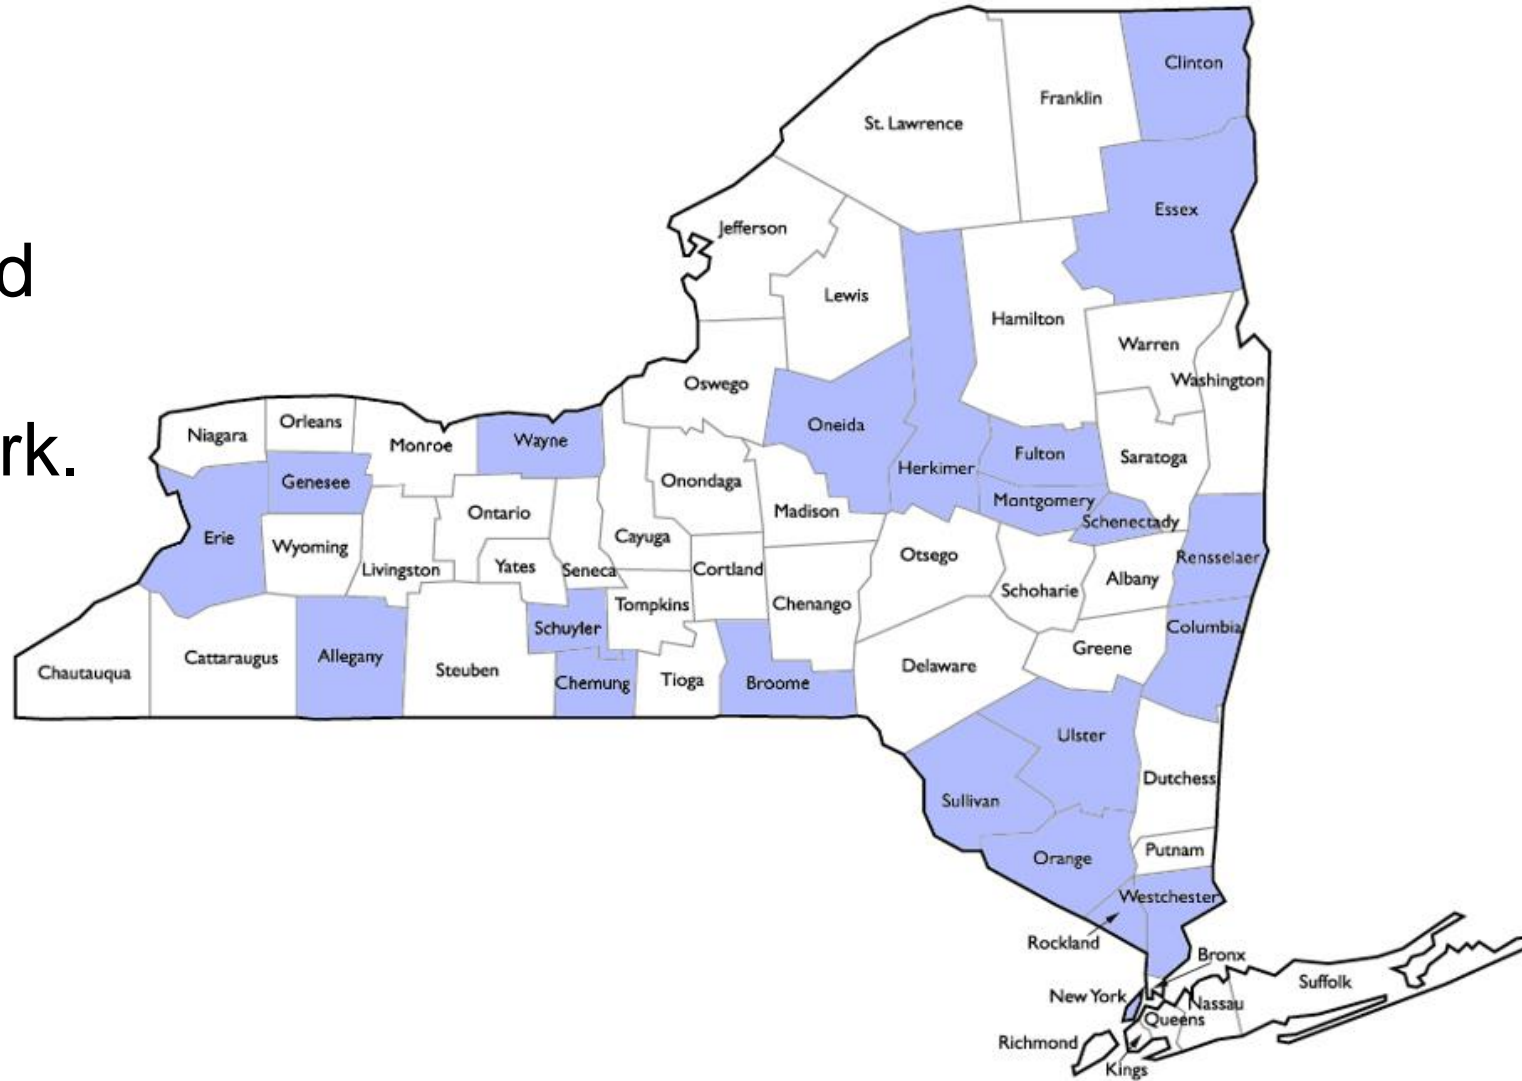 d
rk.
Clinton
Franklin
St. Lawrence
Essex
Jefferson
Lewis
Hamilton
Warren
Washington
Oswego
Oneida
Niagara
Orleans
Monroe
Wayne
Fulton
Saratoga
Herkimer
Genesee
Onondaga
Montgomery
Madison
Ontario
Schenectady
Erie
Cayuga
Wyoming
Otsego
Rensselaer
Livingston
Yates
Seneca
Cortland
Albany
Schoharie
Tompkins
Chenango
Schuyler
Columbia
Greene
Chautauqua
Cattaraugus
Allegany
Steuben
Delaware
Chemung
Tioga
Broome
Ulster
Dutchess
Sullivan
Orange
Putnam
Westchester
Rockland
Bronx
New York
Suffolk
Nassau
Queens
Richmond
Kings